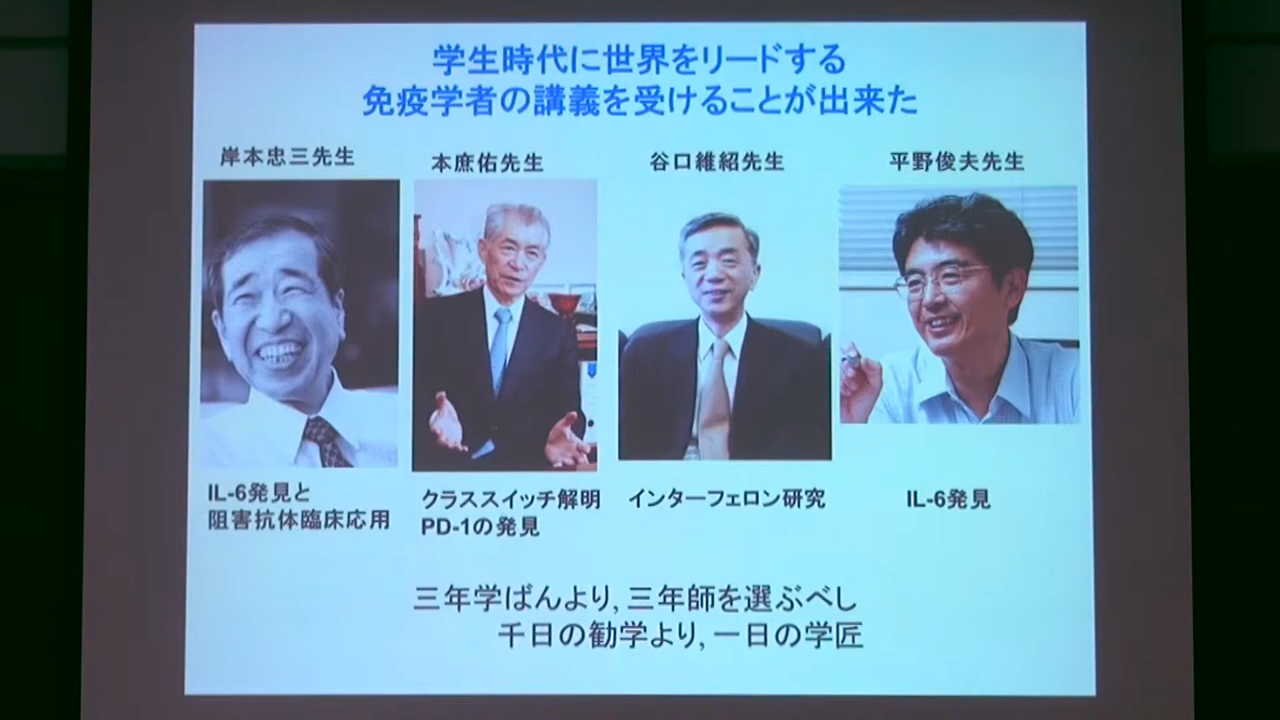 学生時代に世界をリードする
免疫学者の講義を受けることが出来た
岸本忠三先生
本庶佑先生
谷口維紹先生
平野俊夫先生
IL-6発見と
阻害抗体臨床応用
クラススイッチ解明
PD-1の発見
インターフェロン研究
IL-6発見
三年学ばんより, 三年師を選ぶべし
千日の勧学より, 一日の学匠